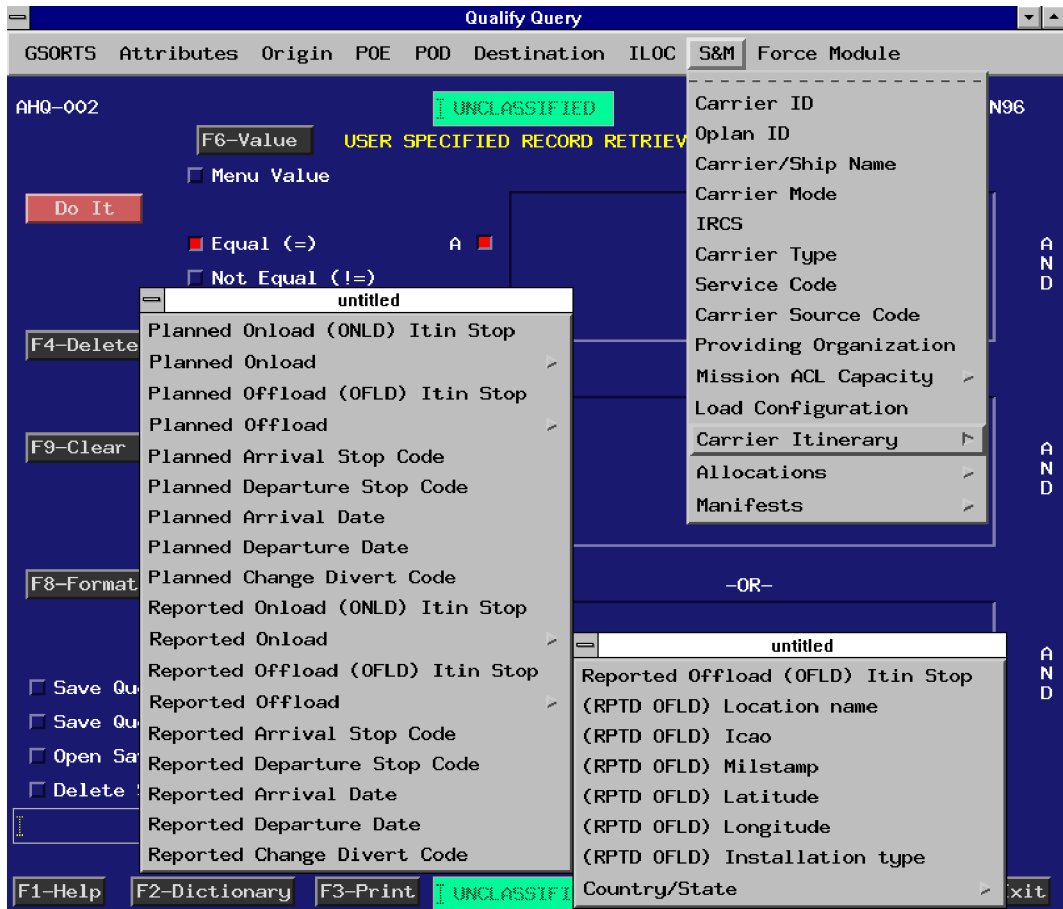 Qualify Query
GSORTS Attributes Origin POE POD Destination ILOC S&M Force Module
AHQ-002
UNCLASSIFIED
N96
F6-Value
USER SPECIFIED RECORD RETRIEV
Menu Value
Do It
Equal (=)
A
Not Equal (!=)
F4-Delete
F9-Clear
F8-Format
Save Qu
Save Qu
Open Sa
Delete
Carrier ID
Oplan ID
Carrier/Ship Name
Carrier Mode
IRCS
Carrier Type
Service Code
Carrier Source Code
Providing Organization
Mission ACL Capacity
Load Configuration
Carrier Itinerary
Allocations
Manifests
A
N
D
A
N
D
-OR-
A
N
D
untitled
Planned Onload (ONLD) Itin Stop
Planned Onload
Planned Offload (OFLD) Itin Stop
Planned Offload
Planned Arrival Stop Code
Planned Departure Stop Code
Planned Arrival Date
Planned Departure Date
Planned Change Divert Code
Reported Onload (ONLD) Itin Stop
Reported Onload
Reported Offload (OFLD) Itin Stop
Reported Offload
Reported Arrival Stop Code
Reported Departure Stop Code
Reported Arrival Date
Reported Departure Date
Reported Change Divert Code
untitled
Reported Offload (OFLD) Itin Stop
(RPTD OFLD) Location name
(RPTD OFLD) Icao
(RPTD OFLD) Milstamp
(RPTD OFLD) Latitude
(RPTD OFLD) Longitude
(RPTD OFLD) Installation type
Country/State
F1-Help F2-Dictionary F3-Print UNCLASSIFI xit